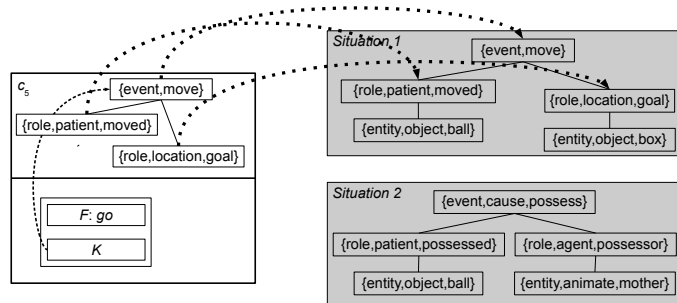 c5
{event,move}
{role,patient,moved}
{role,location,goal}
F: go
K
Situation 1
{event,move}
{role,patient,moved}
{role,location,goal}
{entity,object,ball}
{entity,object,box}
Situation 2
{event,cause,possess}
{role,patient,possessed}
{role,agent,possessor}
{entity,object,ball}
{entity,animate,mother}